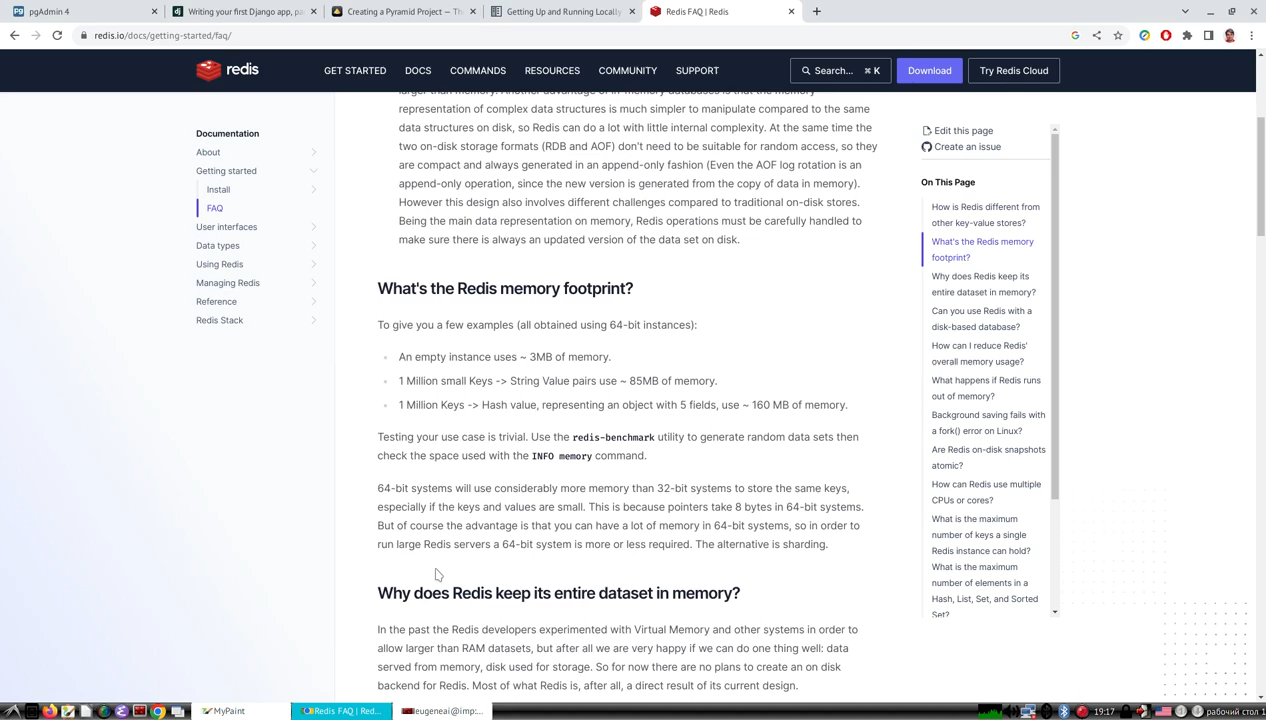 pgAdmin 4
Writing your first Django app, pa
Creating a Pyramid Project — Th
Getting Up and Running Locally
Redis FAQ | Redis
redis.io/docs/getting-started/faq/
redis
GET STARTED
DOCS
COMMANDS
RESOURCES
COMMUNITY
SUPPORT
Search... ⌘ K
Download
Try Redis Cloud
Documentation
About
Getting started
Install
FAQ
User interfaces
Data types
Using Redis
Managing Redis
Reference
Redis Stack
larger than memory. Another advantage of in-memory databases is that the memory
representation of complex data structures is much simpler to manipulate compared to the same
data structures on disk, so Redis can do a lot with little internal complexity. At the same time the
two on-disk storage formats (RDB and AOF) don't need to be suitable for random access, so they
are compact and always generated in an append-only fashion (Even the AOF log rotation is an
append-only operation, since the new version is generated from the copy of data in memory).
However this design also involves different challenges compared to traditional on-disk stores.
Being the main data representation on memory, Redis operations must be carefully handled to
make sure there is always an updated version of the data set on disk.
What's the Redis memory footprint?
To give you a few examples (all obtained using 64-bit instances):
An empty instance uses ~ 3MB of memory.
1 Million small Keys -> String Value pairs use ~ 85MB of memory.
1 Million Keys -> Hash value, representing an object with 5 fields, use ~ 160 MB of memory.
Testing your use case is trivial. Use the redis-benchmark utility to generate random data sets then
check the space used with the INFO memory command.
64-bit systems will use considerably more memory than 32-bit systems to store the same keys,
especially if the keys and values are small. This is because pointers take 8 bytes in 64-bit systems.
But of course the advantage is that you can have a lot of memory in 64-bit systems, so in order to
run large Redis servers a 64-bit system is more or less required. The alternative is sharding.
Why does Redis keep its entire dataset in memory?
In the past the Redis developers experimented with Virtual Memory and other systems in order to
allow larger than RAM datasets, but after all we are very happy if we can do one thing well: data
served from memory, disk used for storage. So for now there are no plans to create an on disk
backend for Redis. Most of what Redis is, after all, a direct result of its current design.
Edit this page
Create an issue
On This Page
How is Redis different from
other key-value stores?
What's the Redis memory
footprint?
Why does Redis keep its
entire dataset in memory?
Can you use Redis with a
disk-based database?
How can I reduce Redis'
overall memory usage?
What happens if Redis runs
out of memory?
Background saving fails with
a fork() error on Linux?
Are Redis on-disk snapshots
atomic?
How can Redis use multiple
CPUs or cores?
What is the maximum
number of keys a single
Redis instance can hold?
What is the maximum
number of elements in a
Hash, List, Set, and Sorted
Set?
MyPaint
Redis FAQ | Red...
eugeneai@imp:...
19:17
рабочий стол 1